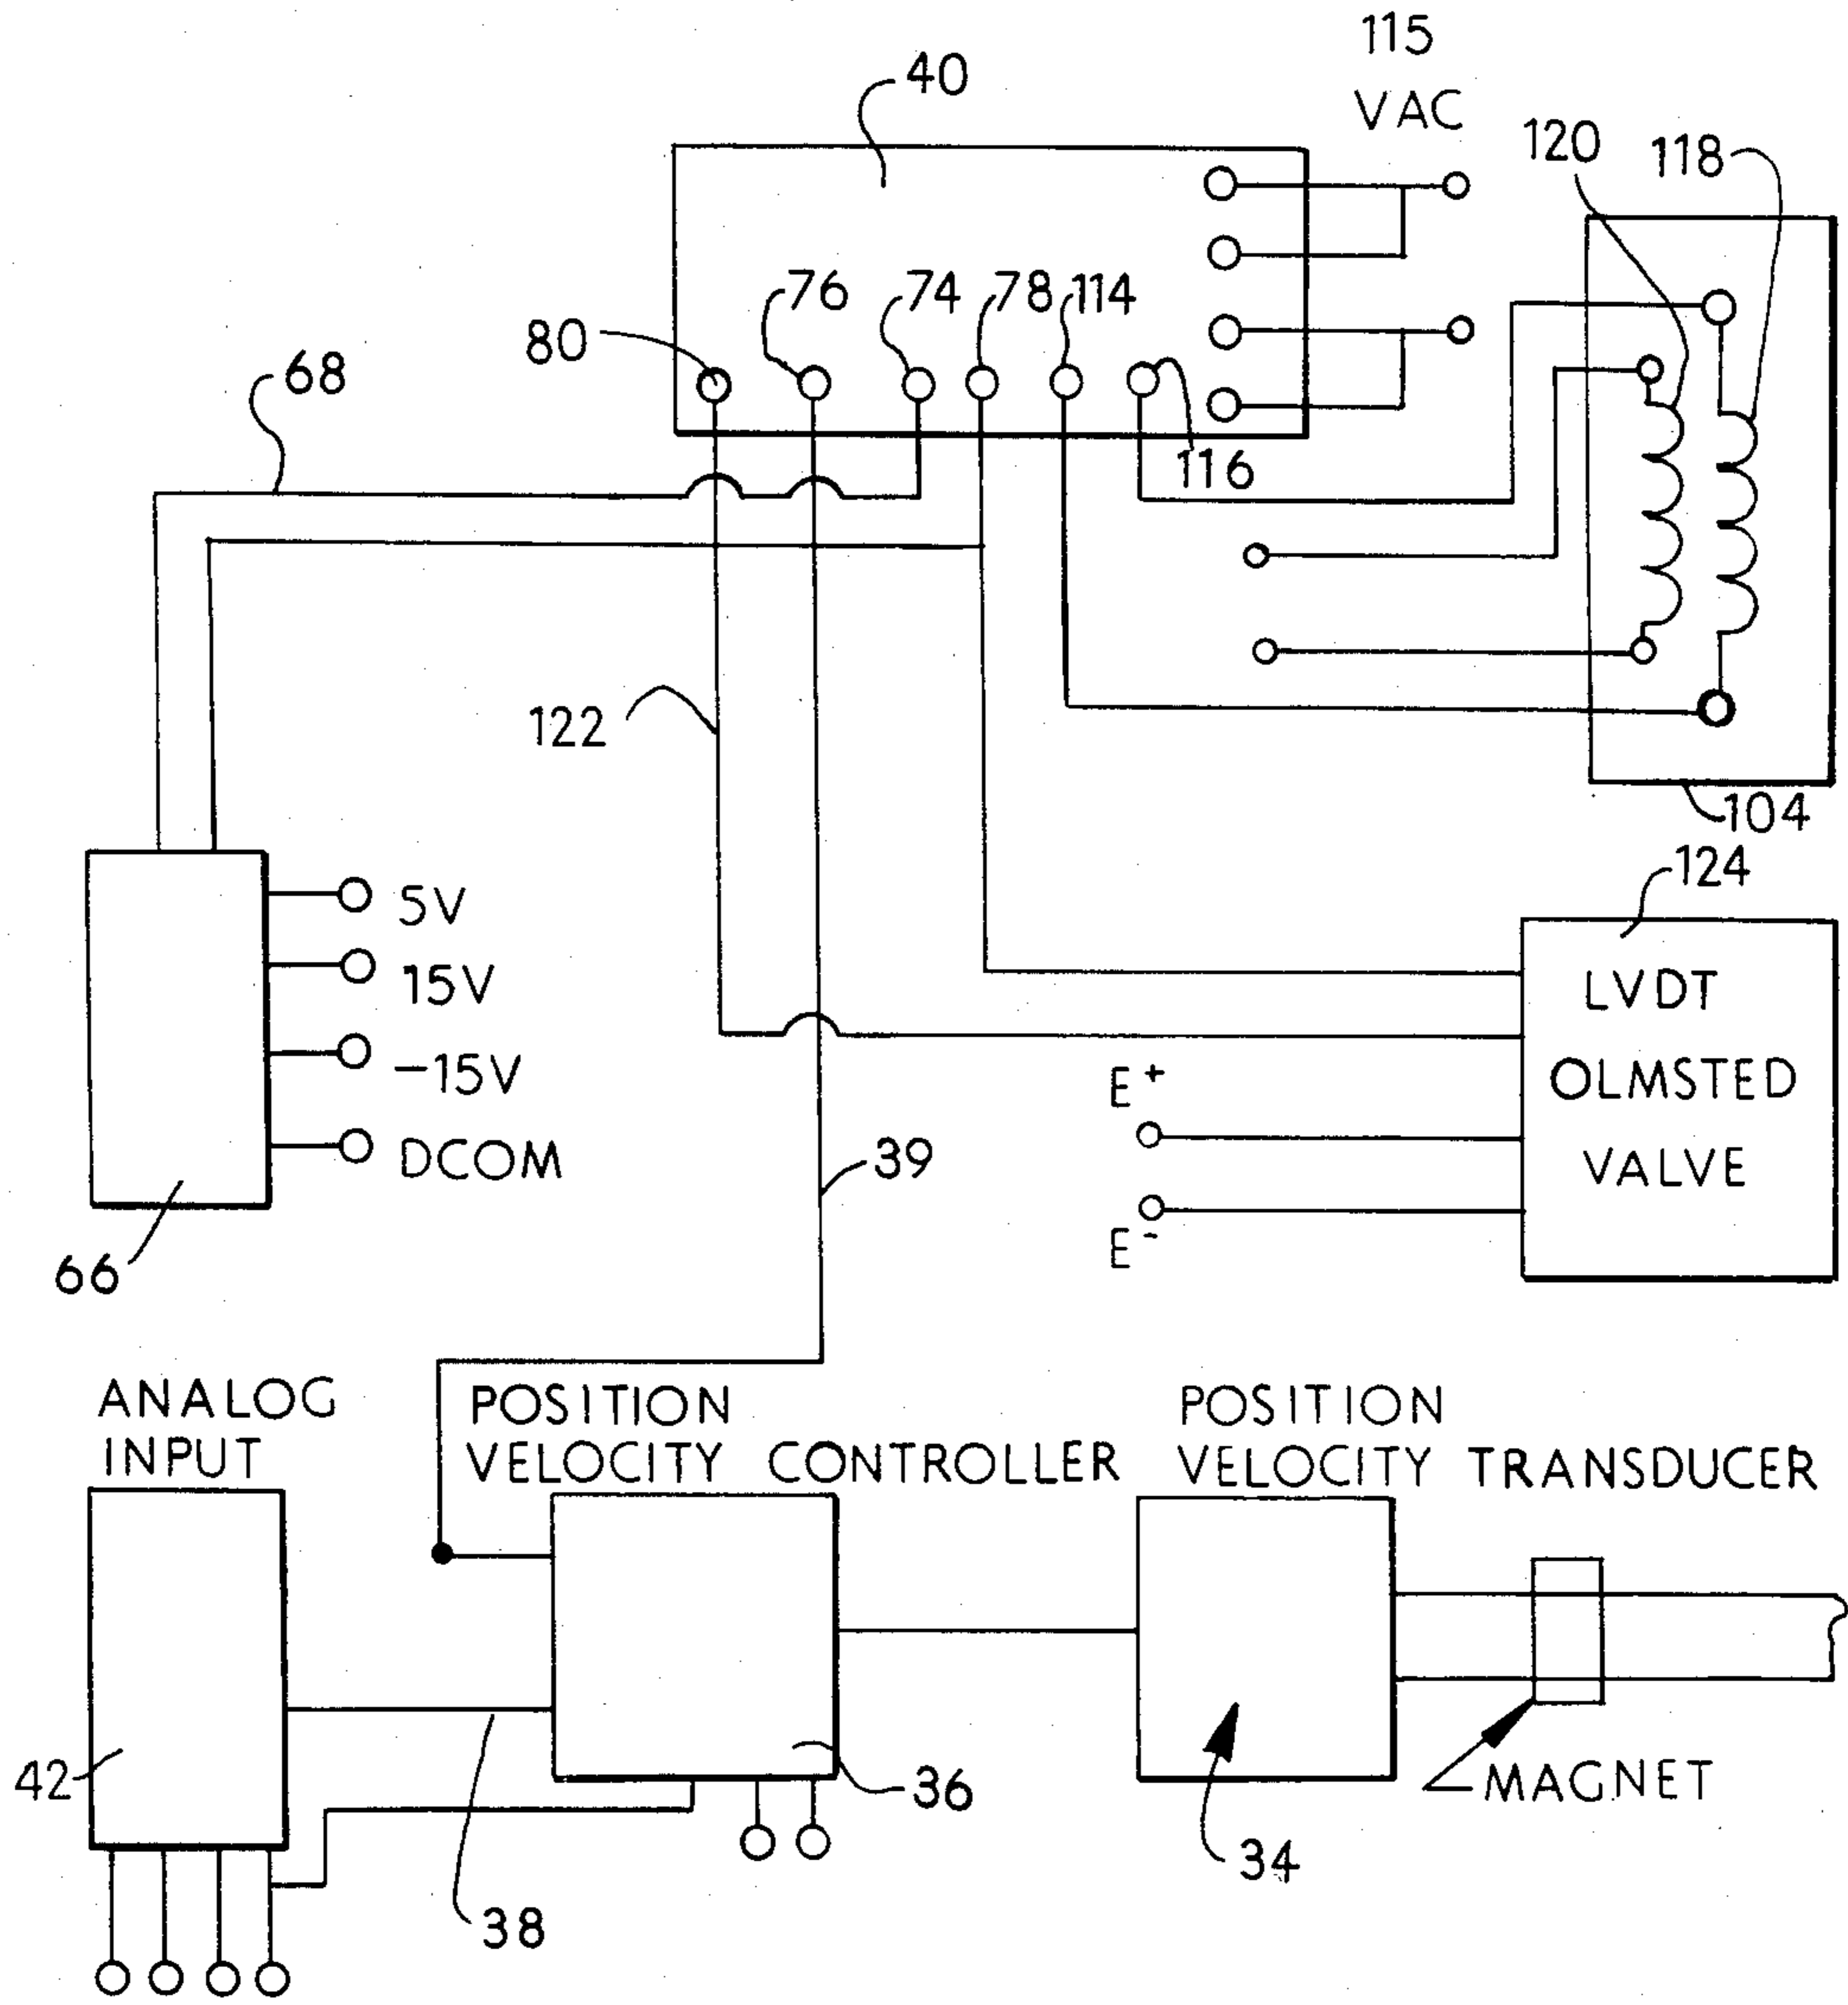 115
VAC
40
120
118
76
74
78
114
80
68
116
122
104
124
5V
15V
-15V
DCOM
LVDT
OLMSTED
VALVE
E+
E-
39
66
ANALOG
INPUT
POSITION
VELOCITY CONTROLLER
POSITION
VELOCITY TRANSDUCER
42
36
MAGNET
34
38